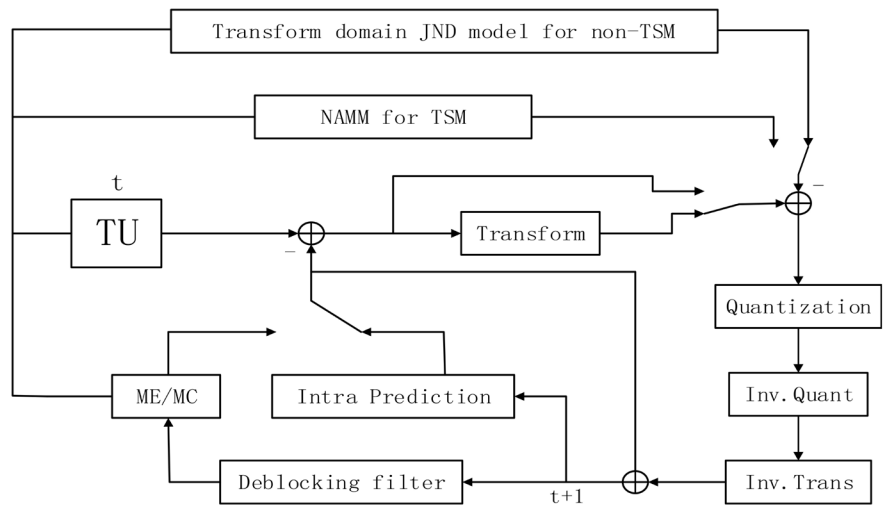 Transform domain JND model for non-TSM
NAMM for TSM
t
TU
−
Transform
−
Quantization
ME/MC
Intra Prediction
Inv.Quant
Deblocking filter
t+1
Inv.Trans